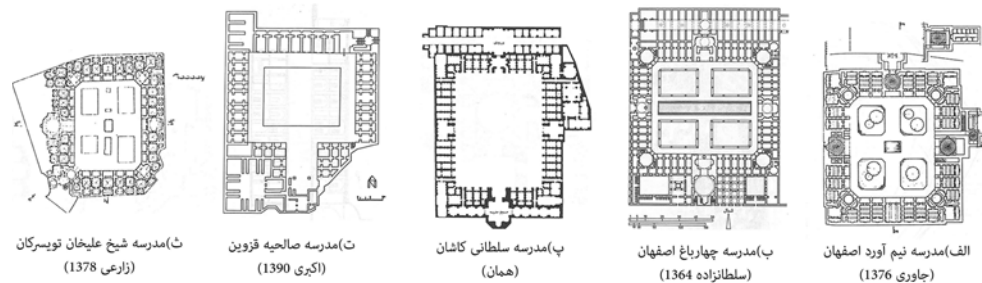 الف)مدرسه نیم آورد اصفهان
(جاوری 1376)
ب)مدرسه چهارباغ اصفهان
(سلطانزاده 1364)
پ)مدرسه سلطانی کاشان
(همان)
ت)مدرسه صالحیه قزوین
(اکبری 1390)
ث)مدرسه شیخ علیخان تویسرکان
(زارعی 1378)